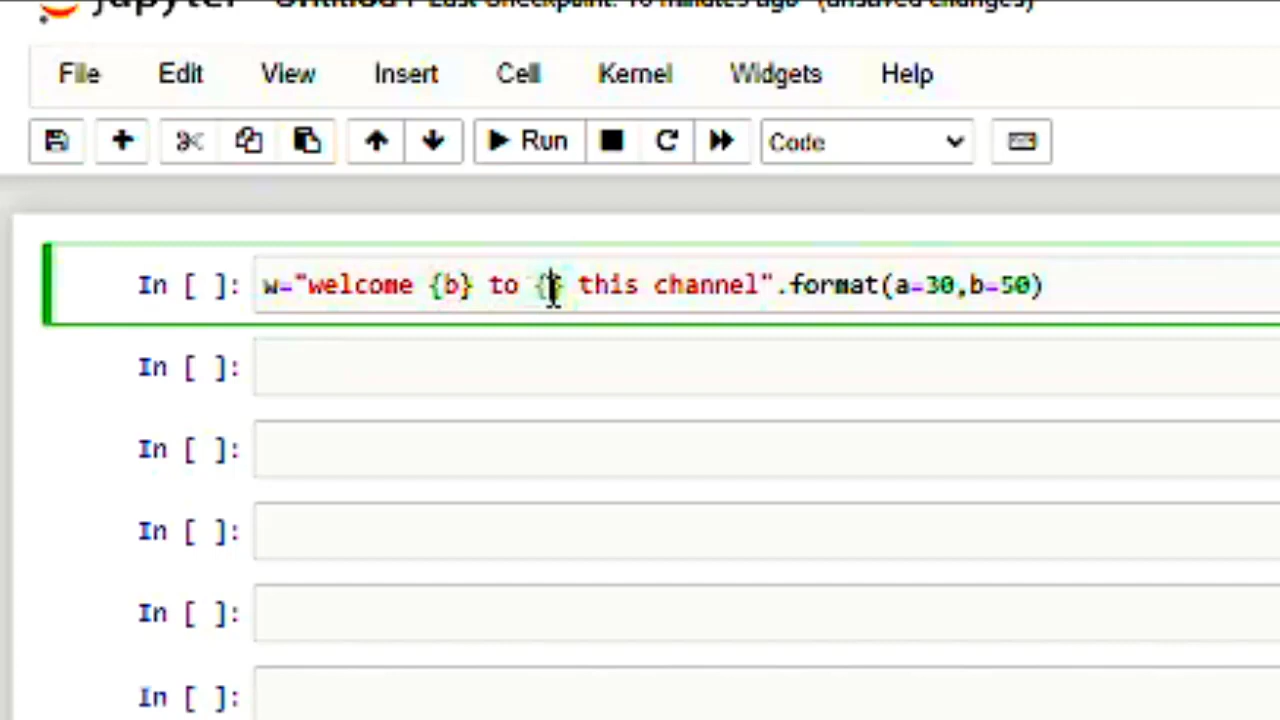 File Edit View Insert Cell Kernel Widgets Help
Run Code
In [ ]: w="welcome {b} to {} this channel".format(a=30,b=50)
In [ ]:
In [ ]:
In [ ]:
In [ ]:
In [ ]: